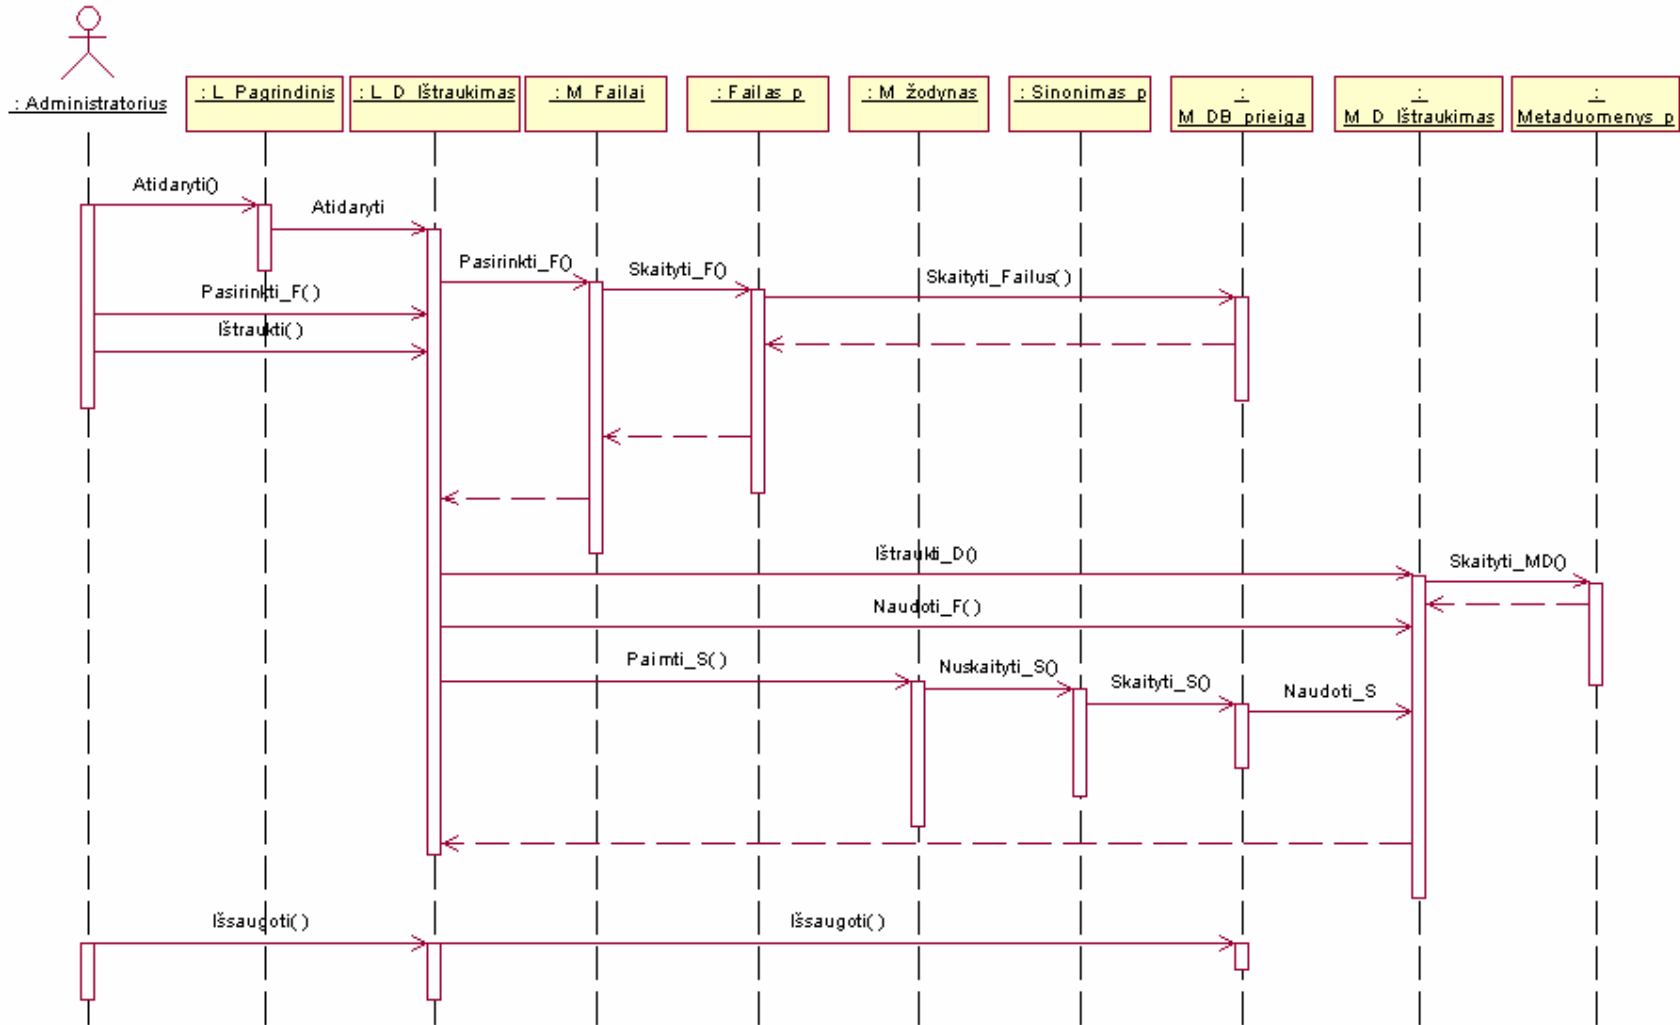 : Administratorius
: L_Pagrindinis
: L_D_Ištraukimas
: M_Failai
: Failas_p
: M_žodynas
: Sinonimas_p
:
M_DB_prieiga
:
M_D_Ištraukimas
:
Metaduomenys_p
Atidaryti()
Atidaryti
Pasirinkti_F()
Skaityti_F()
Skaityti_Failus()
Pasirinkti_F()
Ištraukti()
Ištraukti_D()
Skaityti_MD()
Naudoti_F()
Paimti_S()
Nuskaityti_S()
Skaityti_S()
Naudoti_S
Išsaugoti()
Išsaugoti()